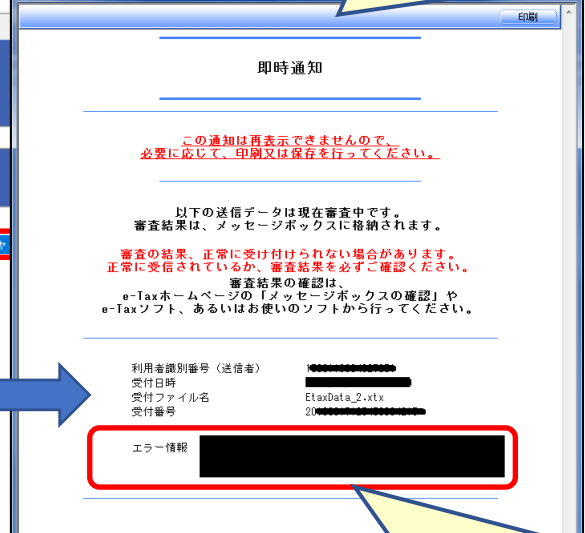 印刷
即時通知
この通知は再表示できませんので、
必要に応じて、印刷又は保存を行ってください。
以下の送信データは現在審査中です。
審査結果は、メッセージボックスに格納されます。
審査の結果、正常に受け付けられない場合があります。
正常に受信されているか、審査結果を必ずご確認ください。
審査結果の確認は、
e-Taxホームページの「メッセージボックスの確認」や
e-Taxソフト、あるいはお使いのソフトから行ってください。
利用者識別番号（送信者）
受付日時
受付ファイル名 EtaxData_2.xtx
受付番号 20
エラー情報